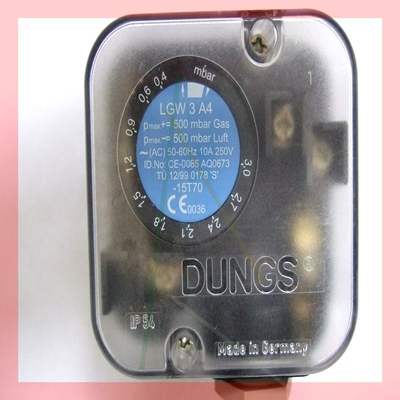 mbar
0.4
0.6
0.9
1.2
1.5
1.8
2.1
2.4
2.7
3.0
1
LGW 3 A4
pmax+= 500 mbar Gas
pmax-= 500 mbar Luft
~(AC) 50-60Hz 10A 250V
ID.No: CE-0085 AQ0673
TÜ 12/99 0178 'S'
-15T70
CE 0036
DUNGS®
IP 54
Made in Germany